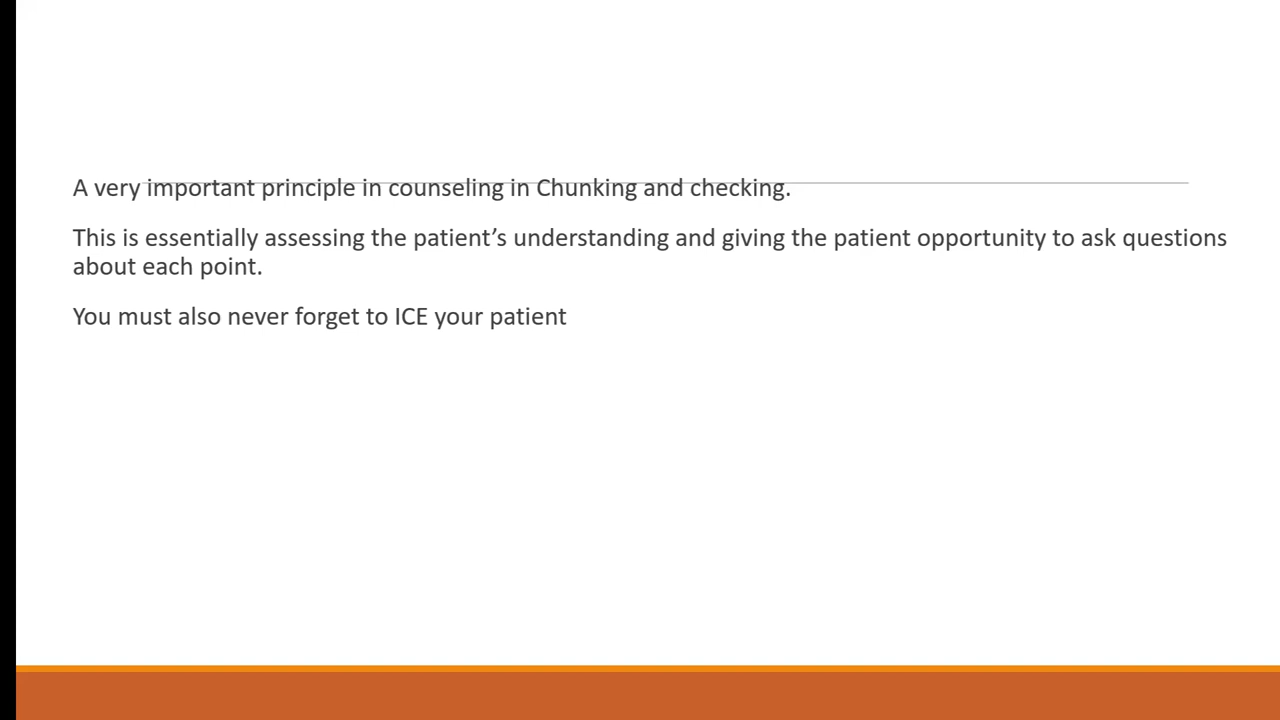 A very important principle in counseling in Chunking and checking.
This is essentially assessing the patient’s understanding and giving the patient opportunity to ask questions
about each point.
You must also never forget to ICE your patient